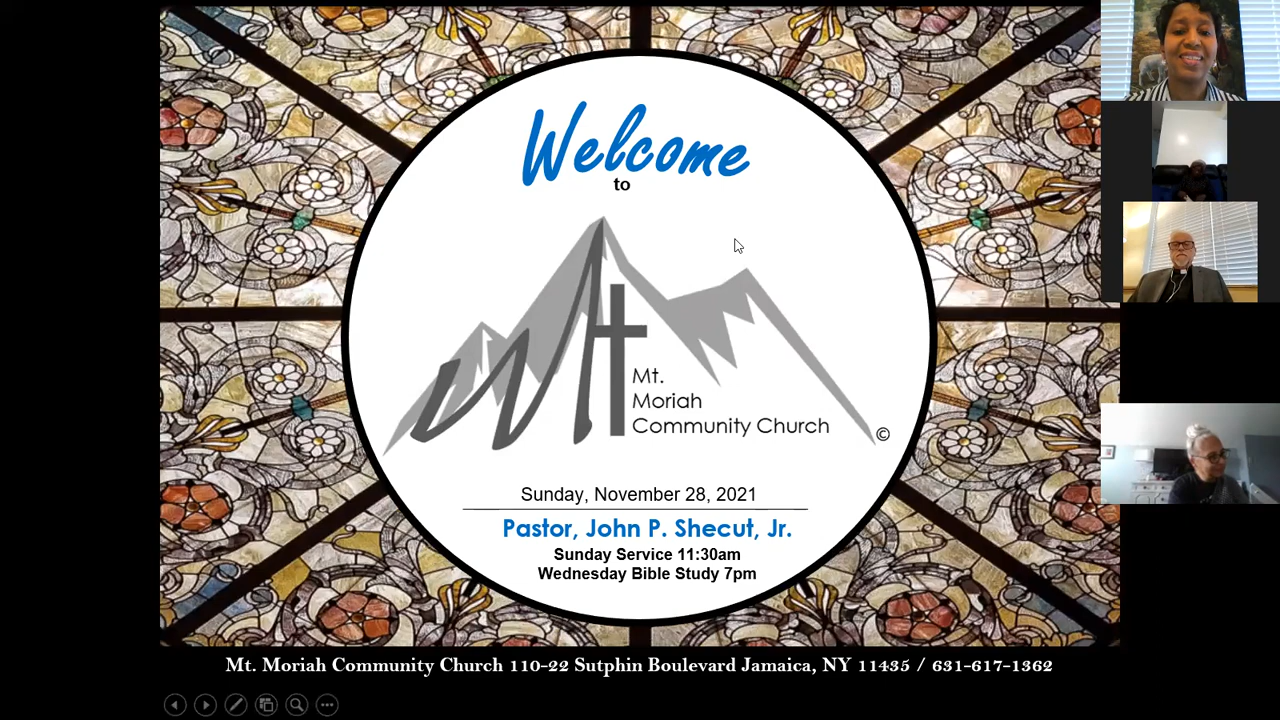 Welcome
to
Mt.
Moriah
Community Church
©
Sunday, November 28, 2021
Pastor, John P. Shecut, Jr.
Sunday Service 11:30am
Wednesday Bible Study 7pm
Mt. Moriah Community Church 110-22 Sutphin Boulevard Jamaica, NY 11435 / 631-617-1362